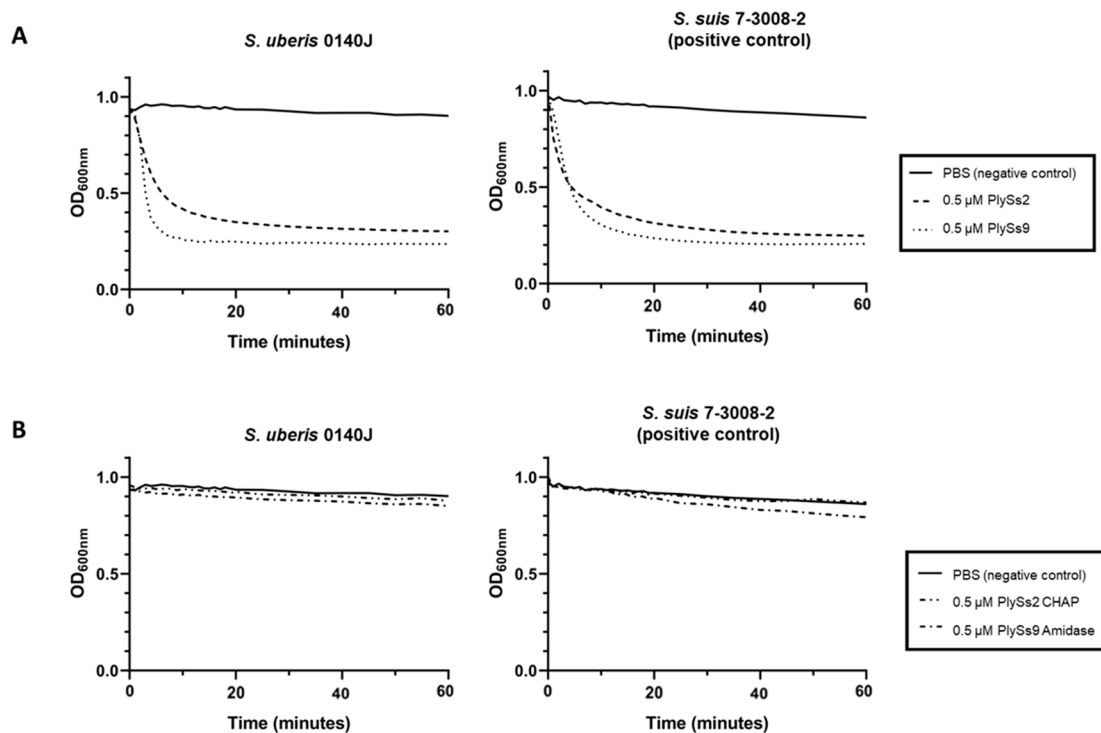 A
S. uberis 0140J
S. suis 7-3008-2
(positive control)
OD600nm
1.0
0.5
0.0
0
20
40
60
Time (minutes)
OD600nm
1.0
0.5
0.0
0
20
40
60
Time (minutes)
PBS (negative control)
0.5 µM PlySs2
0.5 µM PlySs9
B
S. uberis 0140J
S. suis 7-3008-2
(positive control)
OD600nm
1.0
0.5
0.0
0
20
40
60
Time (minutes)
OD600nm
1.0
0.5
0.0
0
20
40
60
Time (minutes)
PBS (negative control)
0.5 µM PlySs2 CHAP
0.5 µM PlySs9 Amidase